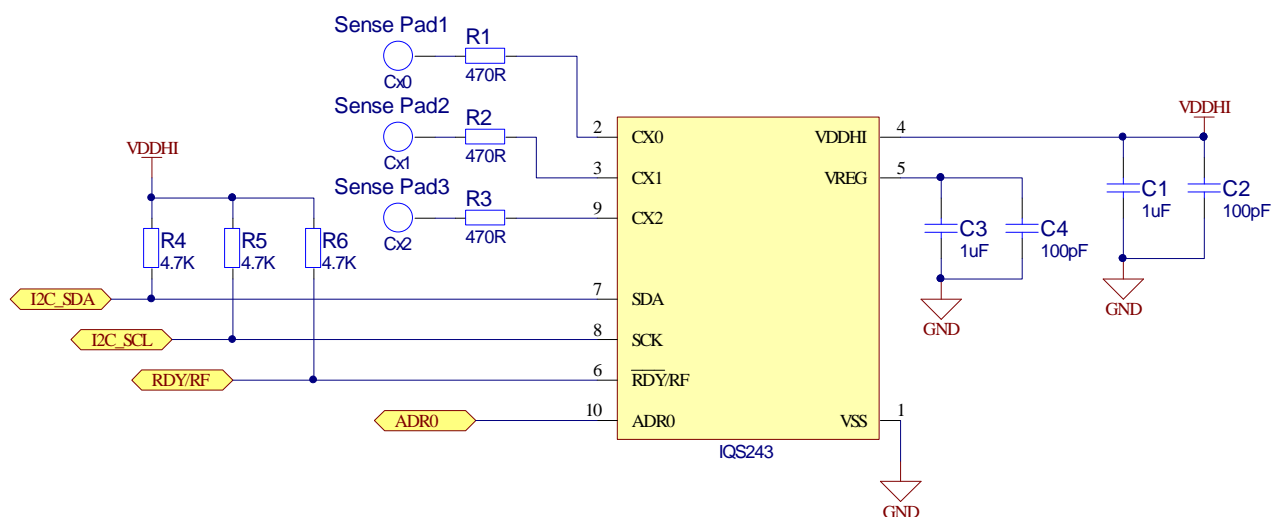 Sense Pad1
R1
470R
Cx0
Sense Pad2
R2
470R
Cx1
Sense Pad3
R3
470R
Cx2
VDDHI
R4
4.7K
R5
4.7K
R6
4.7K
I2C_SDA
I2C_SCL
RDY/RF
ADR0
2 CX0
3 CX1
9 CX2
7 SDA
8 SCK
6 RDY/RF
10 ADR0
VDDHI 4
VREG 5
VSS 1
IQS243
VDDHI
C1
1uF
C2
100pF
C3
1uF
C4
100pF
GND
GND
GND